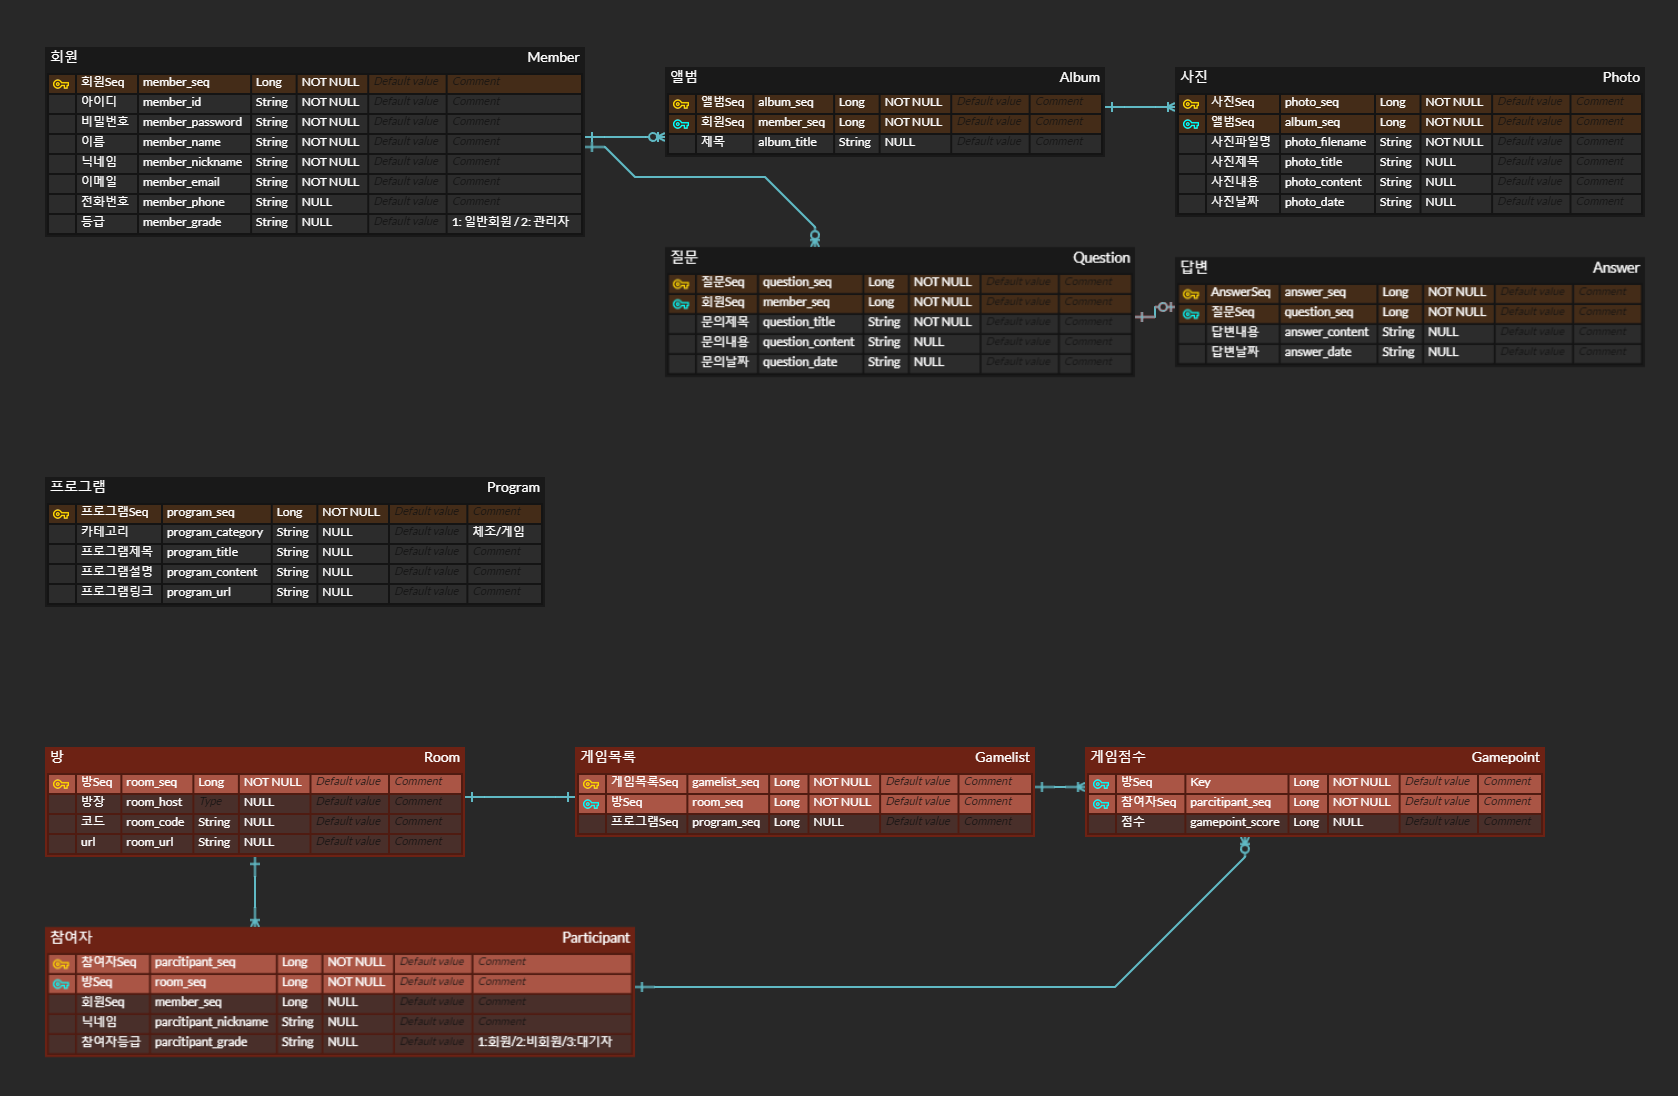 회원 Member
회원Seq member_seq Long NOT NULL Default value Comment
아이디 member_id String NOT NULL Default value Comment
비밀번호 member_password String NOT NULL Default value Comment
이름 member_name String NOT NULL Default value Comment
닉네임 member_nickname String NOT NULL Default value Comment
이메일 member_email String NOT NULL Default value Comment
전화번호 member_phone String NULL Default value Comment
등급 member_grade String NULL Default value 1: 일반회원 / 2: 관리자
앨범 Album
앨범Seq album_seq Long NOT NULL Default value Comment
회원Seq member_seq Long NOT NULL Default value Comment
제목 album_title String NULL Default value Comment
사진 Photo
사진Seq photo_seq Long NOT NULL Default value Comment
앨범Seq album_seq Long NOT NULL Default value Comment
사진파일명 photo_filename String NOT NULL Default value Comment
사진제목 photo_title String NULL Default value Comment
사진내용 photo_content String NULL Default value Comment
사진날짜 photo_date String NULL Default value Comment
질문 Question
질문Seq question_seq Long NOT NULL Default value Comment
회원Seq member_seq Long NOT NULL Default value Comment
문의제목 question_title String NOT NULL Default value Comment
문의내용 question_content String NULL Default value Comment
문의날짜 question_date String NULL Default value Comment
답변 Answer
AnswerSeq answer_seq Long NOT NULL Default value Comment
질문Seq question_seq Long NOT NULL Default value Comment
답변내용 answer_content String NULL Default value Comment
답변날짜 answer_date String NULL Default value Comment
프로그램 Program
프로그램Seq program_seq Long NOT NULL Default value Comment
카테고리 program_category String NULL Default value 체조/게임
프로그램제목 program_title String NULL Default value Comment
프로그램설명 program_content String NULL Default value Comment
프로그램링크 program_url String NULL Default value Comment
방 Room
방Seq room_seq Long NOT NULL Default value Comment
방장 room_host Type NULL Default value Comment
코드 room_code String NULL Default value Comment
url room_url String NULL Default value Comment
게임목록 Gamelist
게임목록Seq gamelist_seq Long NOT NULL Default value Comment
방Seq room_seq Long NOT NULL Default value Comment
프로그램Seq program_seq Long NULL Default value Comment
게임점수 Gamepoint
방Seq Key Long NOT NULL Default value Comment
참여자Seq parcitipant_seq Long NOT NULL Default value Comment
점수 gamepoint_score Long NULL Default value Comment
참여자 Participant
참여자Seq parcitipant_seq Long NOT NULL Default value Comment
방Seq room_seq Long NOT NULL Default value Comment
회원Seq member_seq Long NULL Default value Comment
닉네임 parcitipant_nickname String NULL Default value Comment
참여자등급 parcitipant_grade String NULL Default value 1:회원/2:비회원/3:대기자